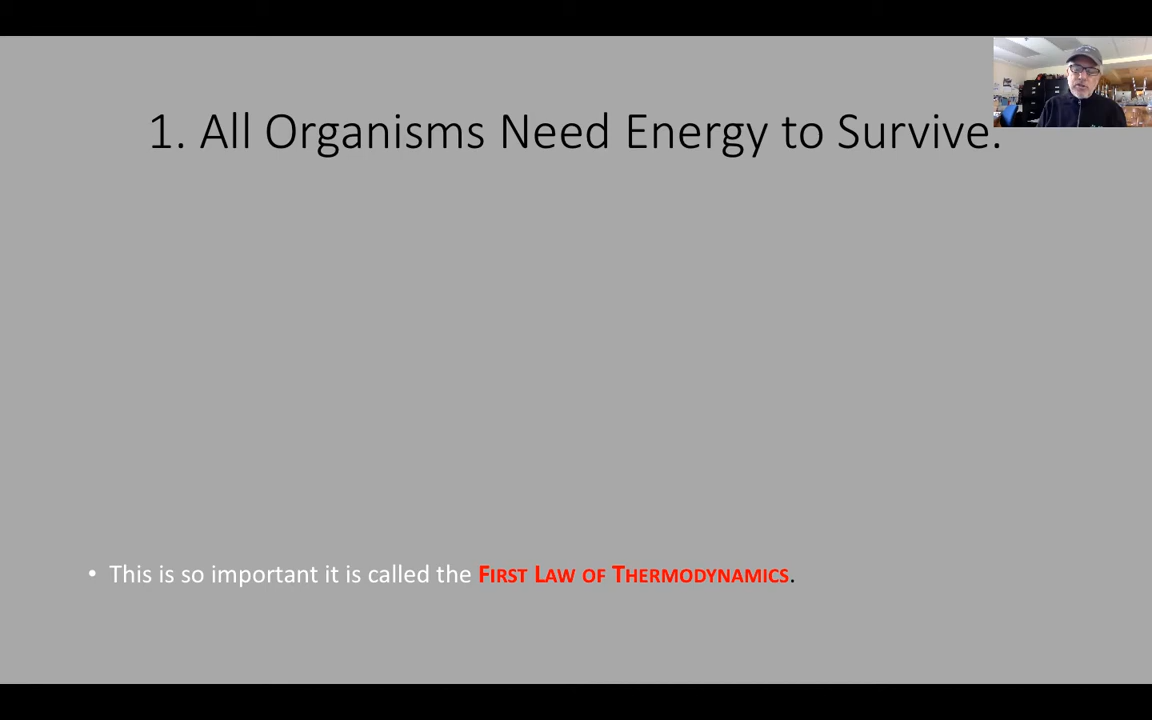 1. All Organisms Need Energy to Survive.
• This is so important it is called the FIRST LAW OF THERMODYNAMICS.